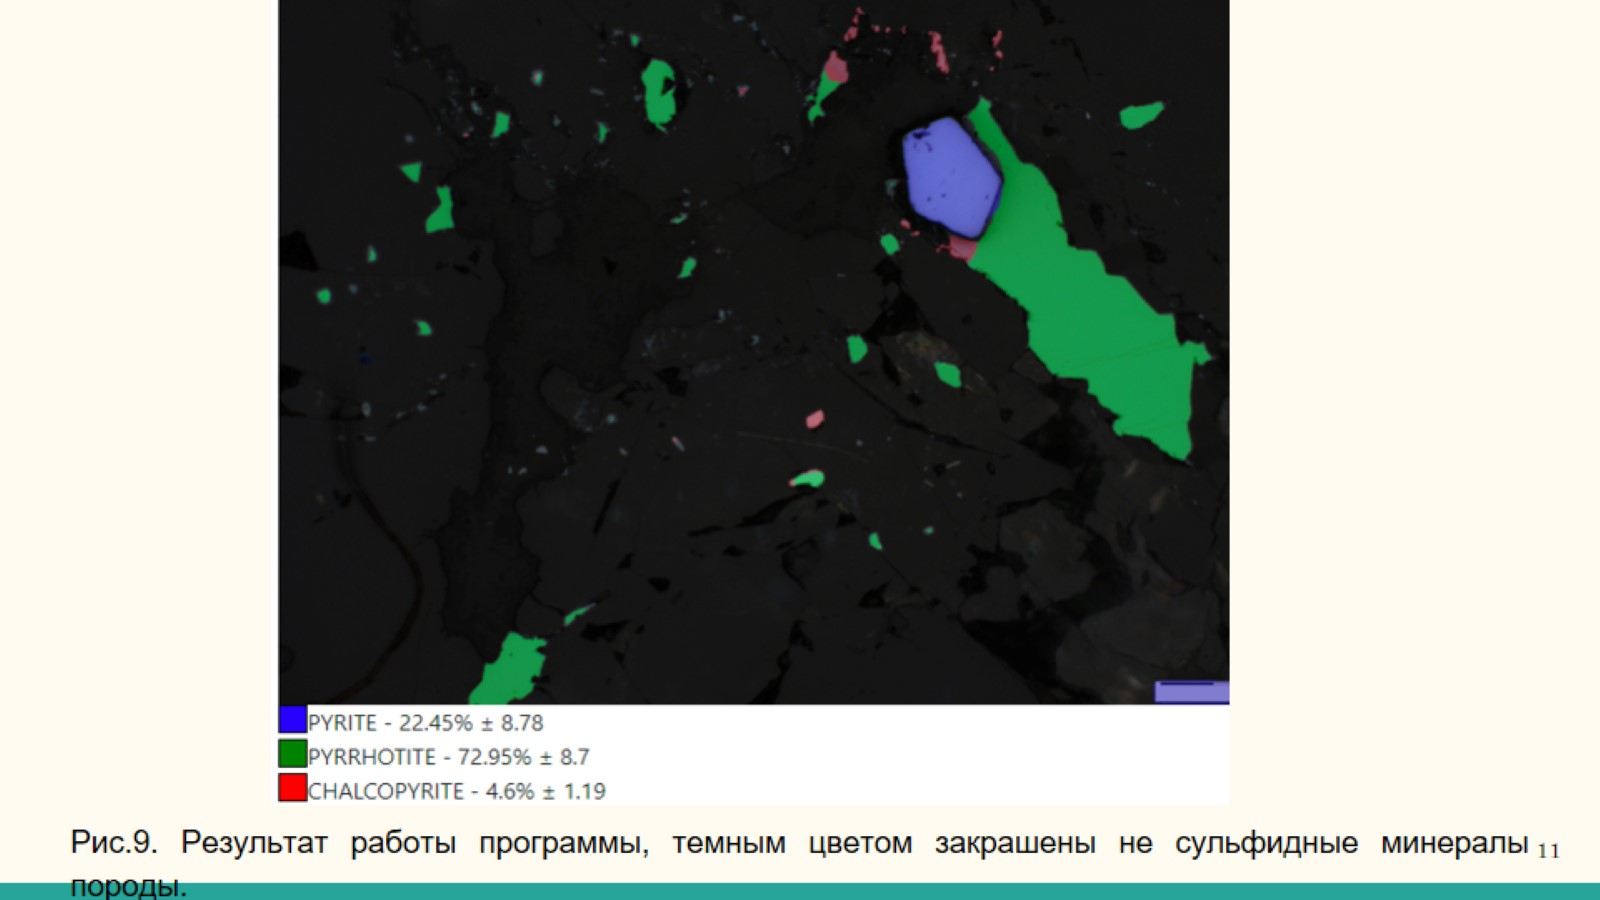 PYRITE - 22.45% ± 8.78
PYRRHOTITE - 72.95% ± 8.7
CHALCOPYRITE - 4.6% ± 1.19
Рис.9. Результат работы программы, темным цветом закрашены не сульфидные минералы
породы.
11